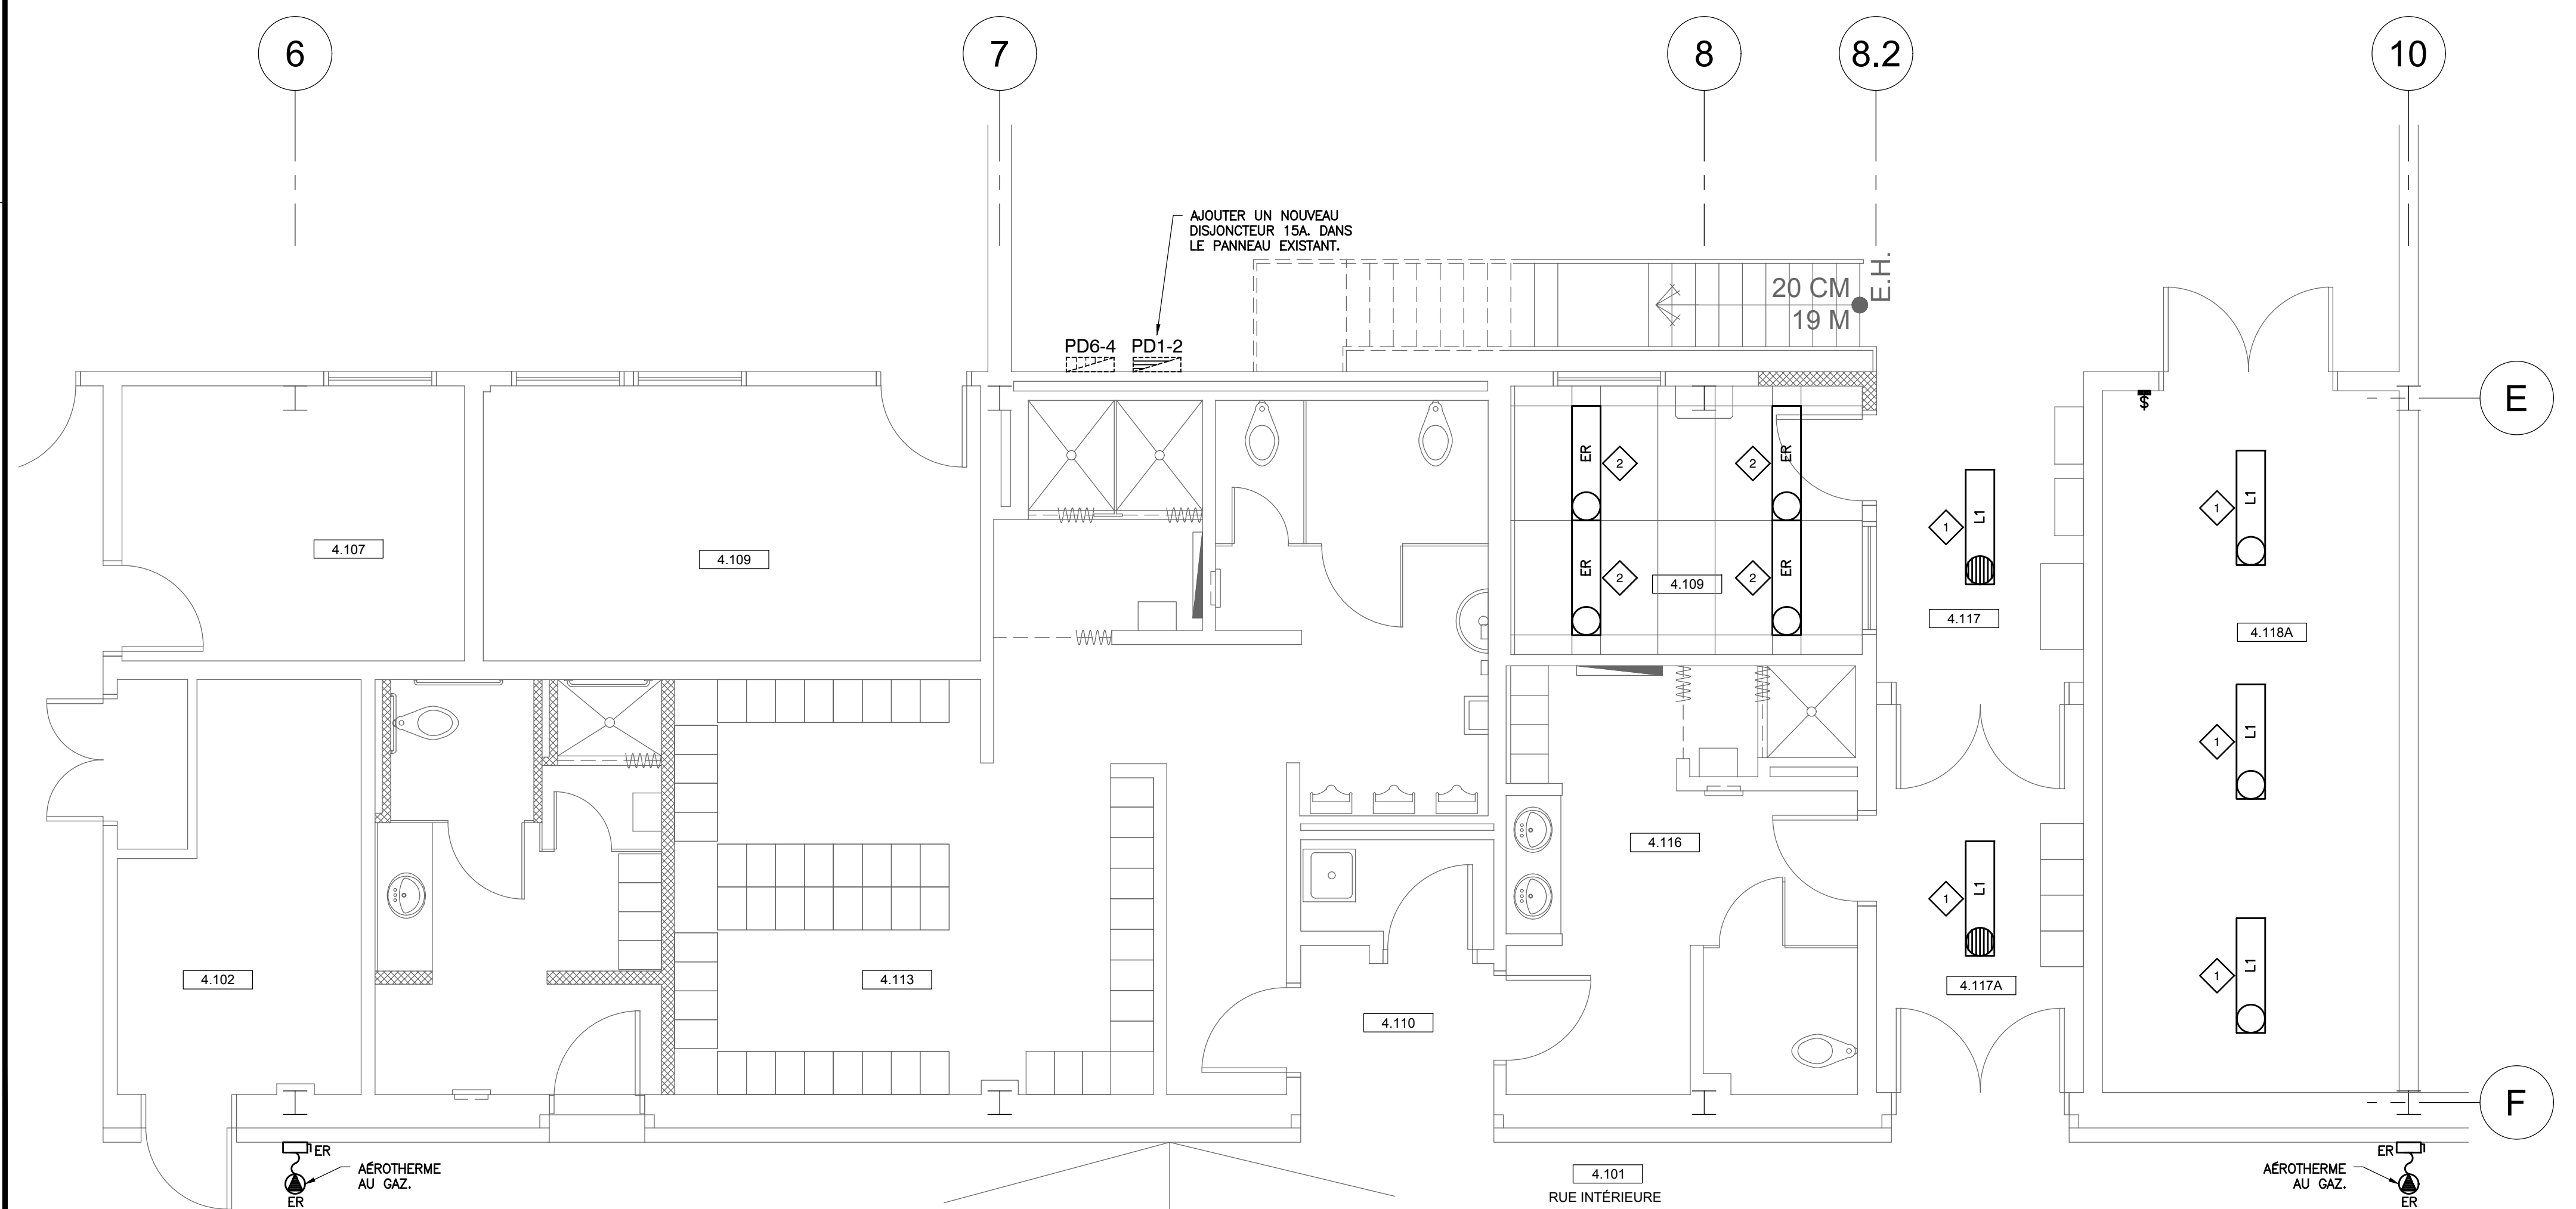 6
7
8
8.2
10
AJOUTER UN NOUVEAU
DISJONCTEUR 15A. DANS
LE PANNEAU EXISTANT.
E.H.
20 CM
19 M
PD6-4
PD1-2
E
$
ER
2
2
ER
L1
1
1
L1
4.107
4.109
ER
2
4.109
2
ER
4.117
4.118A
1
L1
4.116
1
L1
4.102
4.113
1
L1
4.117A
4.110
F
ER
AÉROTHERME
AU GAZ.
ER
4.101
RUE INTÉRIEURE
ER
AÉROTHERME
AU GAZ.
ER